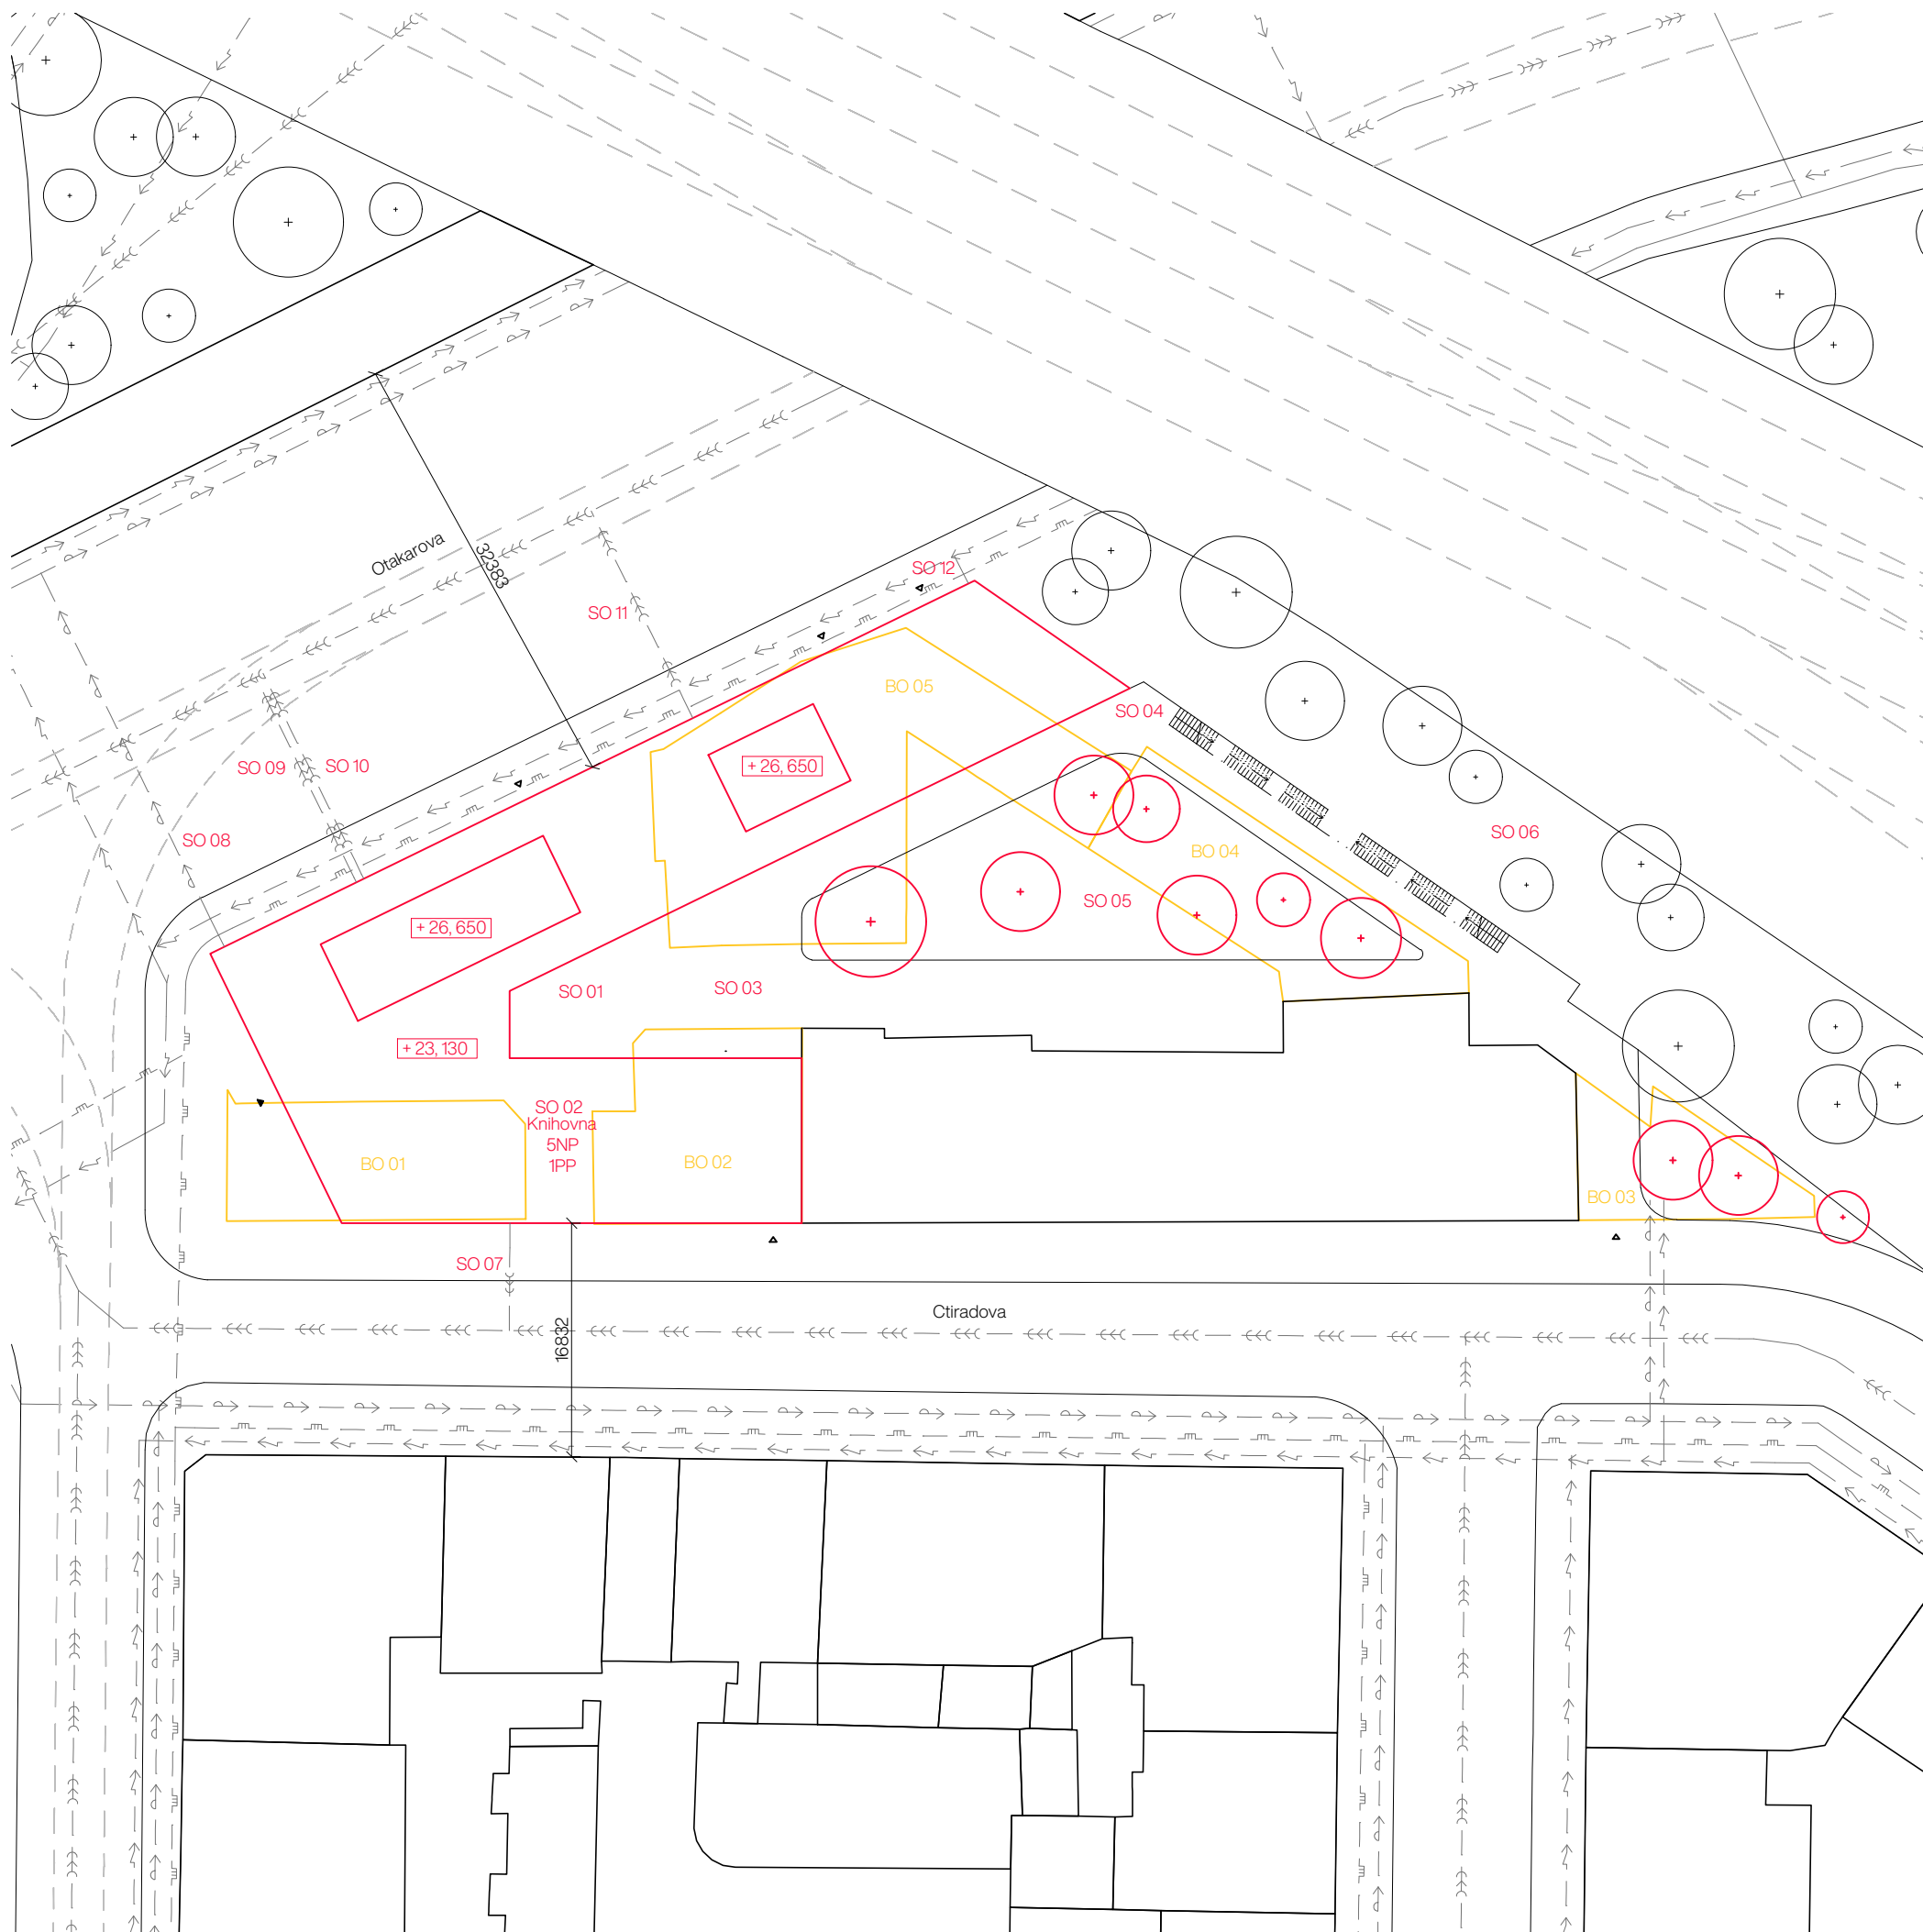 Otakarova
32383
SO 12
SO 11
BO 05
SO 04
+ 26, 650
SO 09
SO 10
SO 08
SO 06
BO 04
SO 05
+ 26, 650
SO 01
SO 03
+ 23, 130
SO 02
Knihovna
5NP
1PP
BO 01
BO 02
BO 03
SO 07
Ctiradova
16832